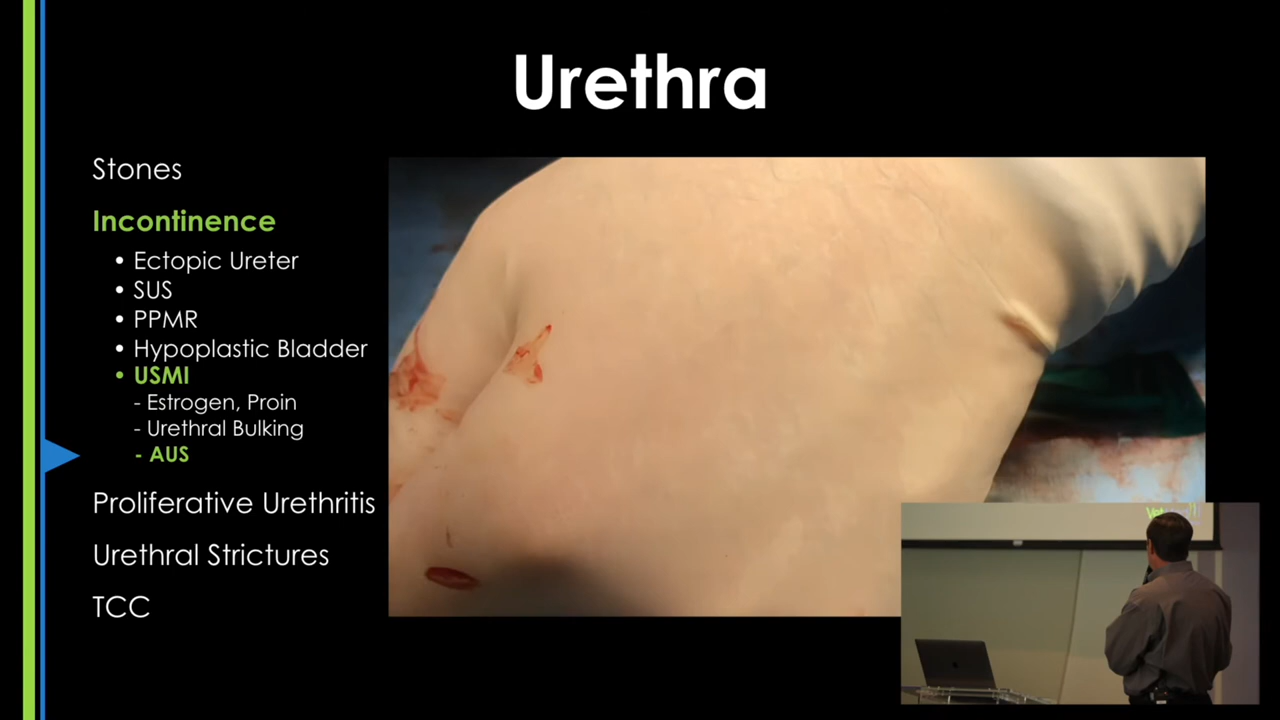 Urethra
Stones
Incontinence
• Ectopic Ureter
• SUS
• PPMR
• Hypoplastic Bladder
• USMI
- Estrogen, Proin
- Urethral Bulking
- AUS
Proliferative Urethritis
Urethral Strictures
TCC